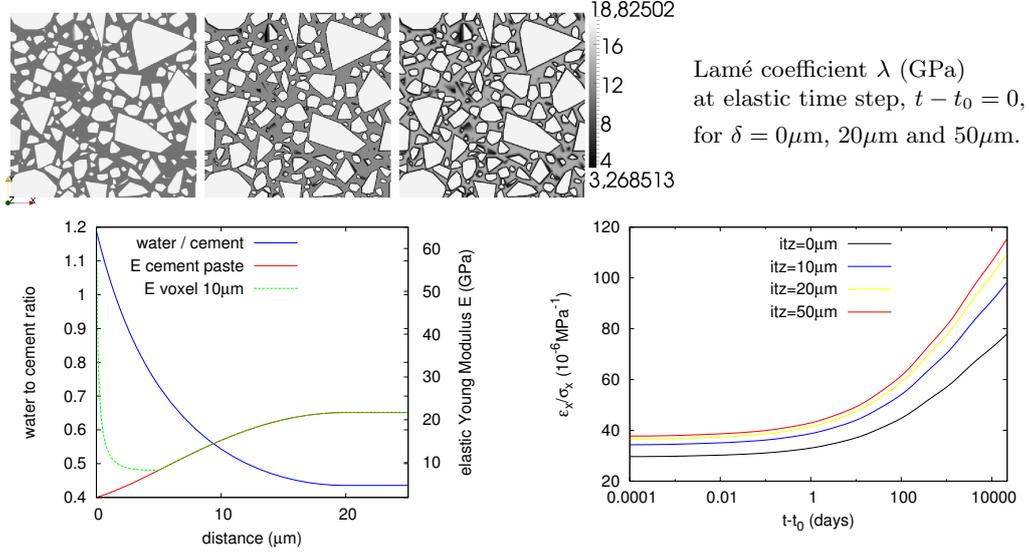 18,82502
16
12
8
4
3,268513
Z X
Lamé coefficient λ (GPa)
at elastic time step, t − t₀ = 0,
for δ = 0μm, 20μm and 50μm.
water to cement ratio
1.2
1.1
1
0.9
0.8
0.7
0.6
0.5
0.4
water / cement
E cement paste
E voxel 10μm
60
50
40
30
20
10
elastic Young Modulus E (GPa)
0 10 20
distance (μm)
εₓ/σₓ (10⁻⁶MPa⁻¹)
120
100
80
60
40
20
itz=0μm
itz=10μm
itz=20μm
itz=50μm
0.0001 0.01 1 100 10000
t-t₀ (days)